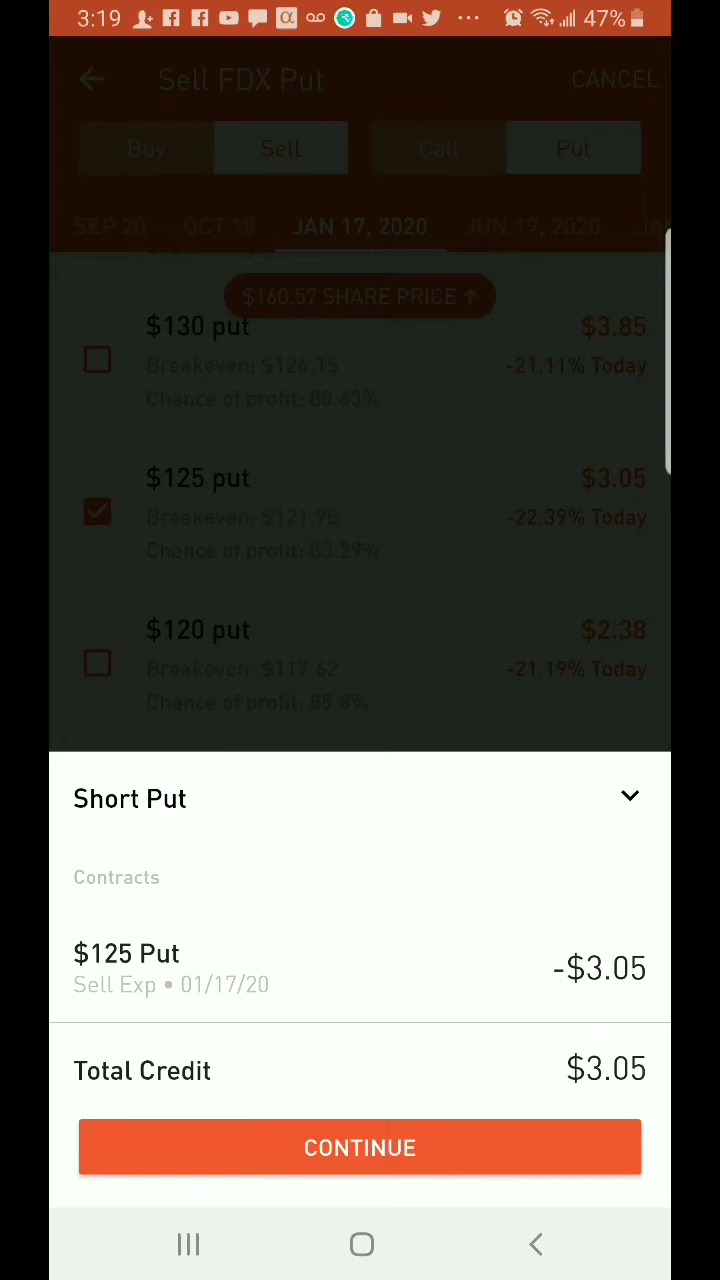 3:19
47%
Sell FDX Put
CANCEL
Buy
Sell
Call
Put
SEP 20
OCT 18
JAN 17, 2020
JUN 19, 2020
JA
$160.57 SHARE PRICE ↑
$130 put
$3.85
Breakeven: $126.15
-21.11% Today
Chance of profit: 80.63%
$125 put
$3.05
Breakeven: $121.95
-22.39% Today
Chance of profit: 83.29%
$120 put
$2.38
Breakeven: $117.62
-21.19% Today
Chance of profit: 85.8%
Short Put
Contracts
$125 Put
-$3.05
Sell Exp • 01/17/20
Total Credit
$3.05
CONTINUE